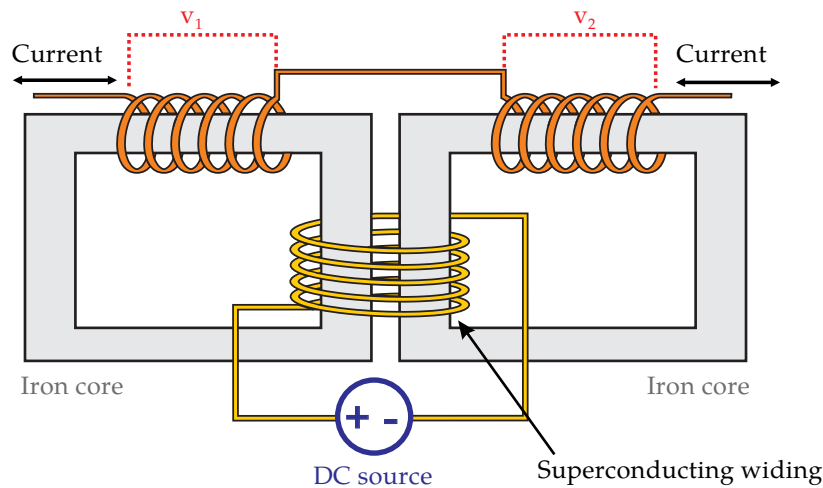 v₁
v₂
Current
Current
Iron core
Iron core
+ -
DC source
Superconducting widing